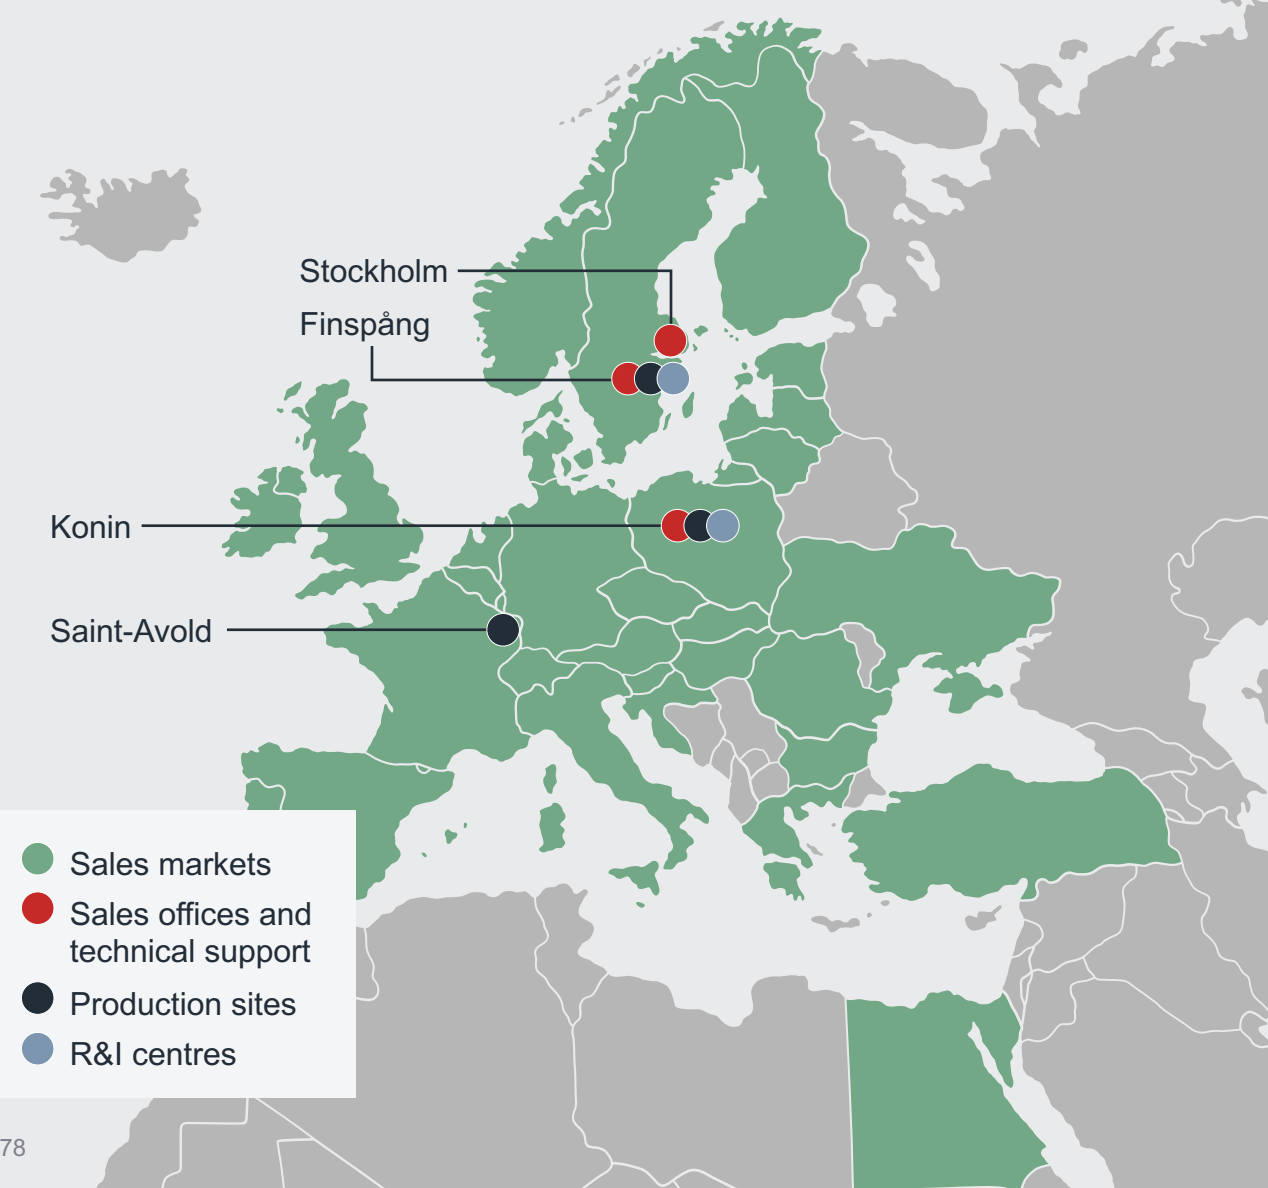 Stockholm
Finspång
Konin
Saint-Avold
Sales markets
Sales offices and
technical support
Production sites
R&I centres
78